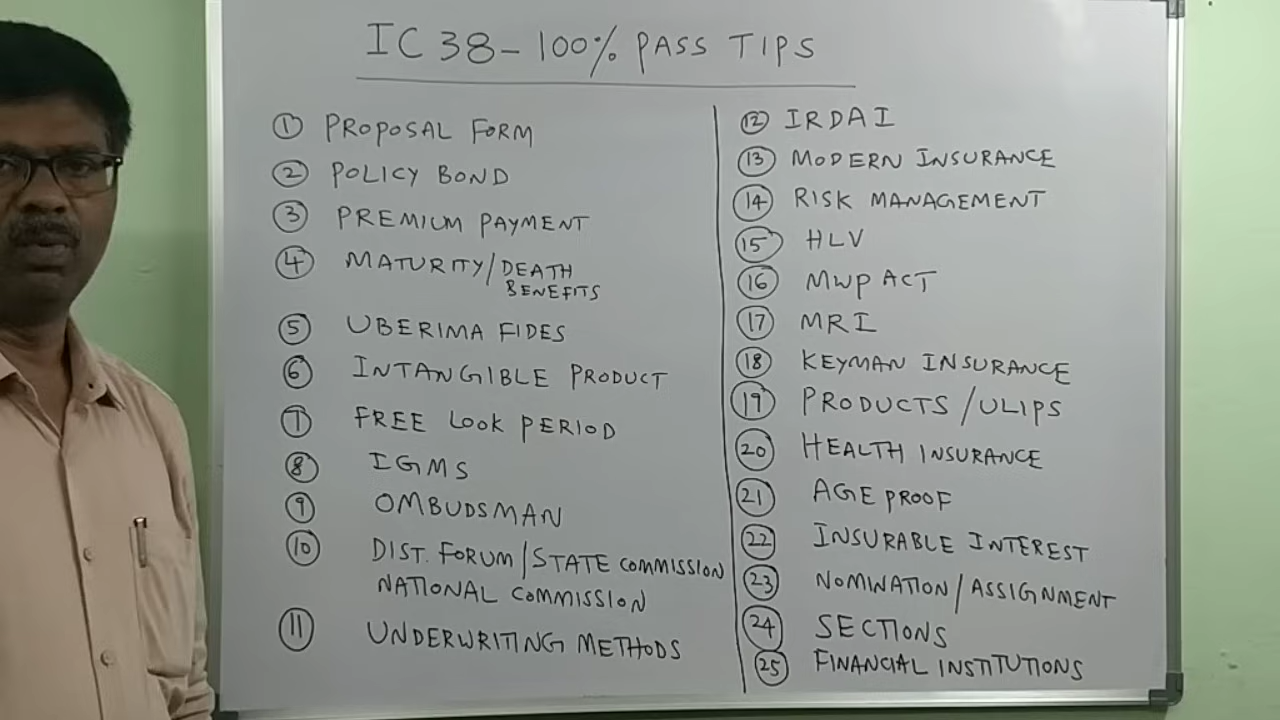 IC38-100% PASS TIPS
1 PROPOSAL FORM
2 POLICY BOND
3 PREMIUM PAYMENT
4 MATURITY/DEATH
BENEFITS
5 UBERIMA FIDES
6 INTANGIBLE PRODUCT
7 FREE LOOK PERIOD
8 IGMS
9 OMBUDSMAN
10 DIST. FORUM/STATE COMMISSION
NATIONAL COMMISSION
11 UNDERWRITING METHODS
12 IRDAI
13 MODERN INSURANCE
14 RISK MANAGEMENT
15 HLV
16 MWP ACT
17 MRI
18 KEYMAN INSURANCE
19 PRODUCTS/ULIPS
20 HEALTH INSURANCE
21 AGE PROOF
22 INSURABLE INTEREST
23 NOMINATION/ASSIGNMENT
24 SECTIONS
25 FINANCIAL INSTITUTIONS